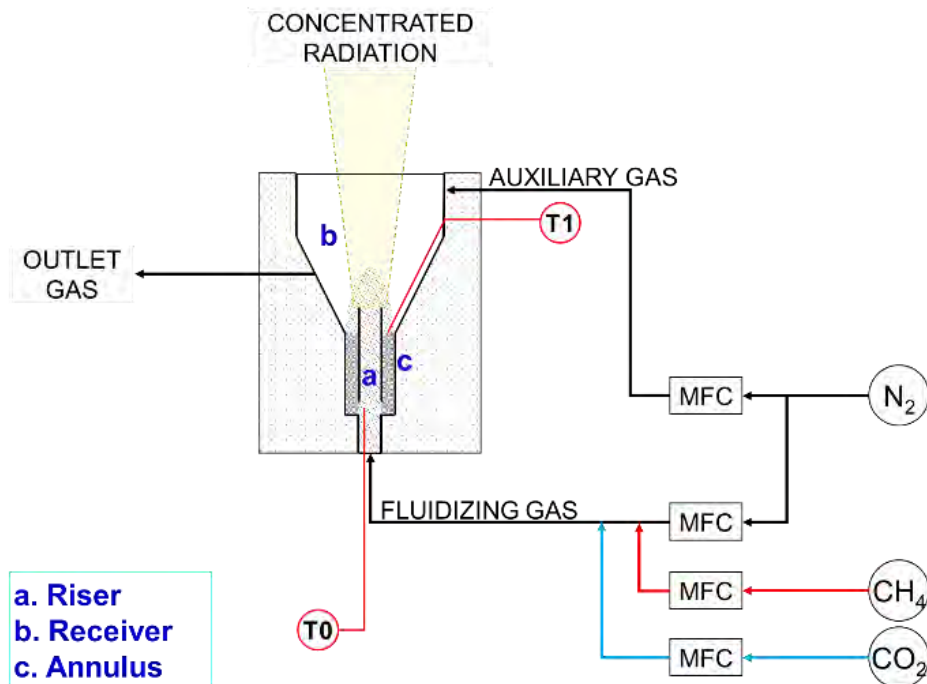 CONCENTRATED
RADIATION
AUXILIARY GAS
T1
b
OUTLET
GAS
c
a
MFC
N2
FLUIDIZING GAS
MFC
a. Riser
b. Receiver
c. Annulus
T0
MFC
CH4
MFC
CO2